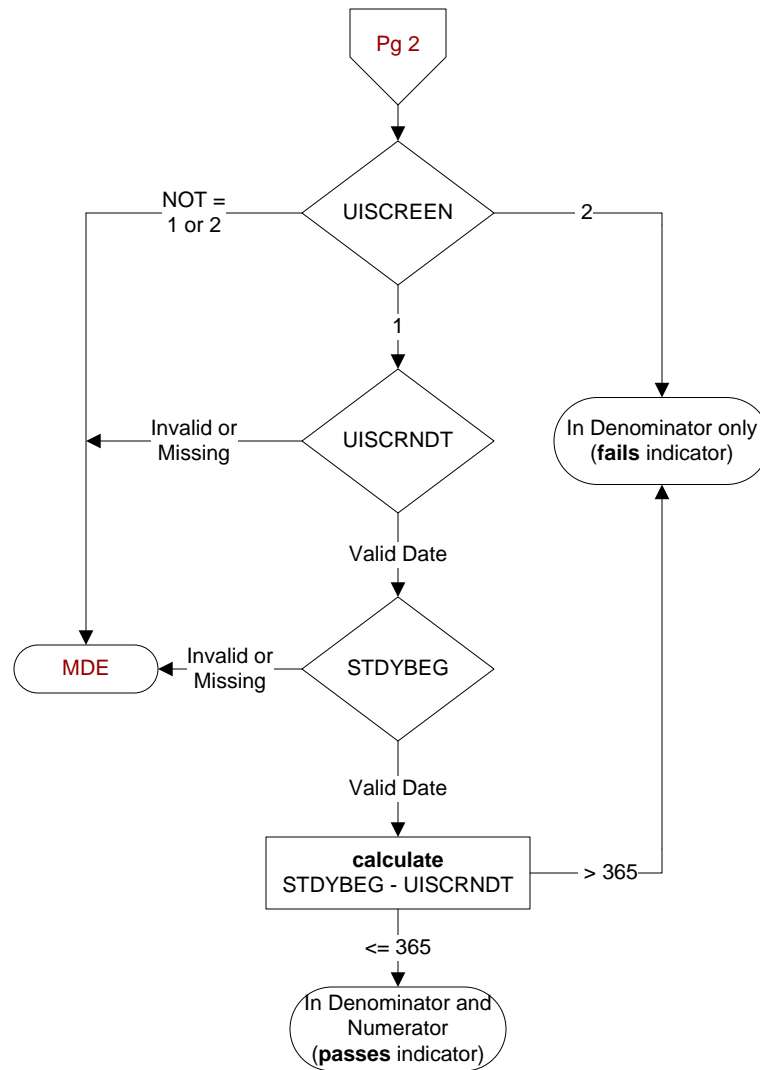 Pg 2
NOT =
1 or 2
UISCREEN
2
1
Invalid or
Missing
UISCRNDT
In Denominator only
(fails indicator)
Valid Date
MDE
Invalid or
Missing
STDYBEG
Valid Date
calculate
STDYBEG - UISCRNDT
> 365
<= 365
In Denominator and
Numerator
(passes indicator)